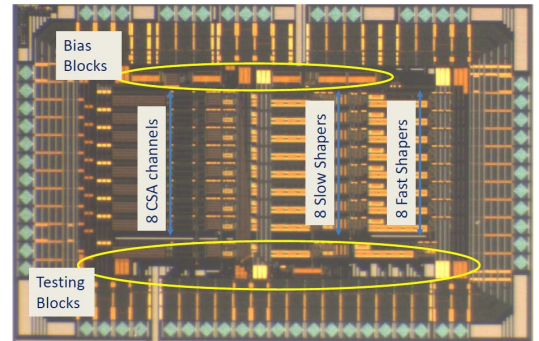 Bias
Blocks
8 CSA channels
8 Slow Shapers
8 Fast Shapers
Testing
Blocks